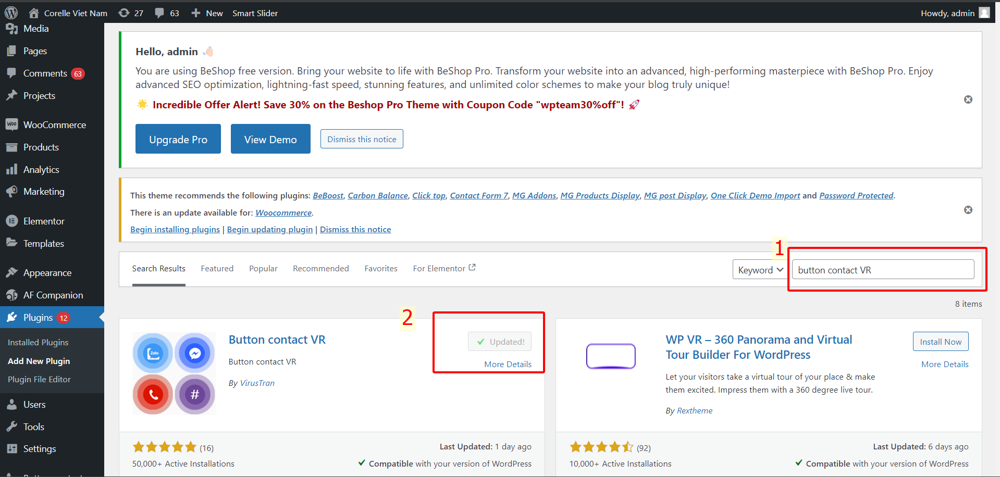 Corelle Viet Nam 27 63 New Smart Slider Howdy, admin
Media
Pages
Comments 63
Projects
WooCommerce
Products
Analytics
Marketing
Elementor
Templates
Appearance
AF Companion
Plugins 12
Installed Plugins
Add New Plugin
Plugin File Editor
Users
Tools
Settings
Hello, admin 👋🏻
You are using BeShop free version. Bring your website to life with BeShop Pro. Transform your website into an advanced, high-performing masterpiece with BeShop Pro. Enjoy
advanced SEO optimization, lightning-fast speed, stunning features, and unlimited color schemes to make your blog truly unique!
🌟 Incredible Offer Alert! Save 30% on the Beshop Pro Theme with Coupon Code "wpteam30%off"! 🚀
Upgrade Pro View Demo Dismiss this notice
This theme recommends the following plugins: BeBoost, Carbon Balance, Click top, Contact Form 7, MG Addons, MG Products Display, MG post Display, One Click Demo Import and Password Protected.
There is an update available for: Woocommerce.
Begin installing plugins | Begin updating plugin | Dismiss this notice
1
Search Results Featured Popular Recommended Favorites For Elementor Keyword button contact VR
8 items
2
Zalo
#
Button contact VR
Updated!
More Details
Button contact VR
By VirusTran
(16)
Last Updated: 1 day ago
50,000+ Active Installations
Compatible with your version of WordPress
WP VR – 360 Panorama and Virtual
Tour Builder For WordPress
Install Now
More Details
Let your visitors take a virtual tour of your place & make
them excited. Impress them with a 360 degree live tour.
By Rextheme
(92)
Last Updated: 6 days ago
10,000+ Active Installations
Compatible with your version of WordPress